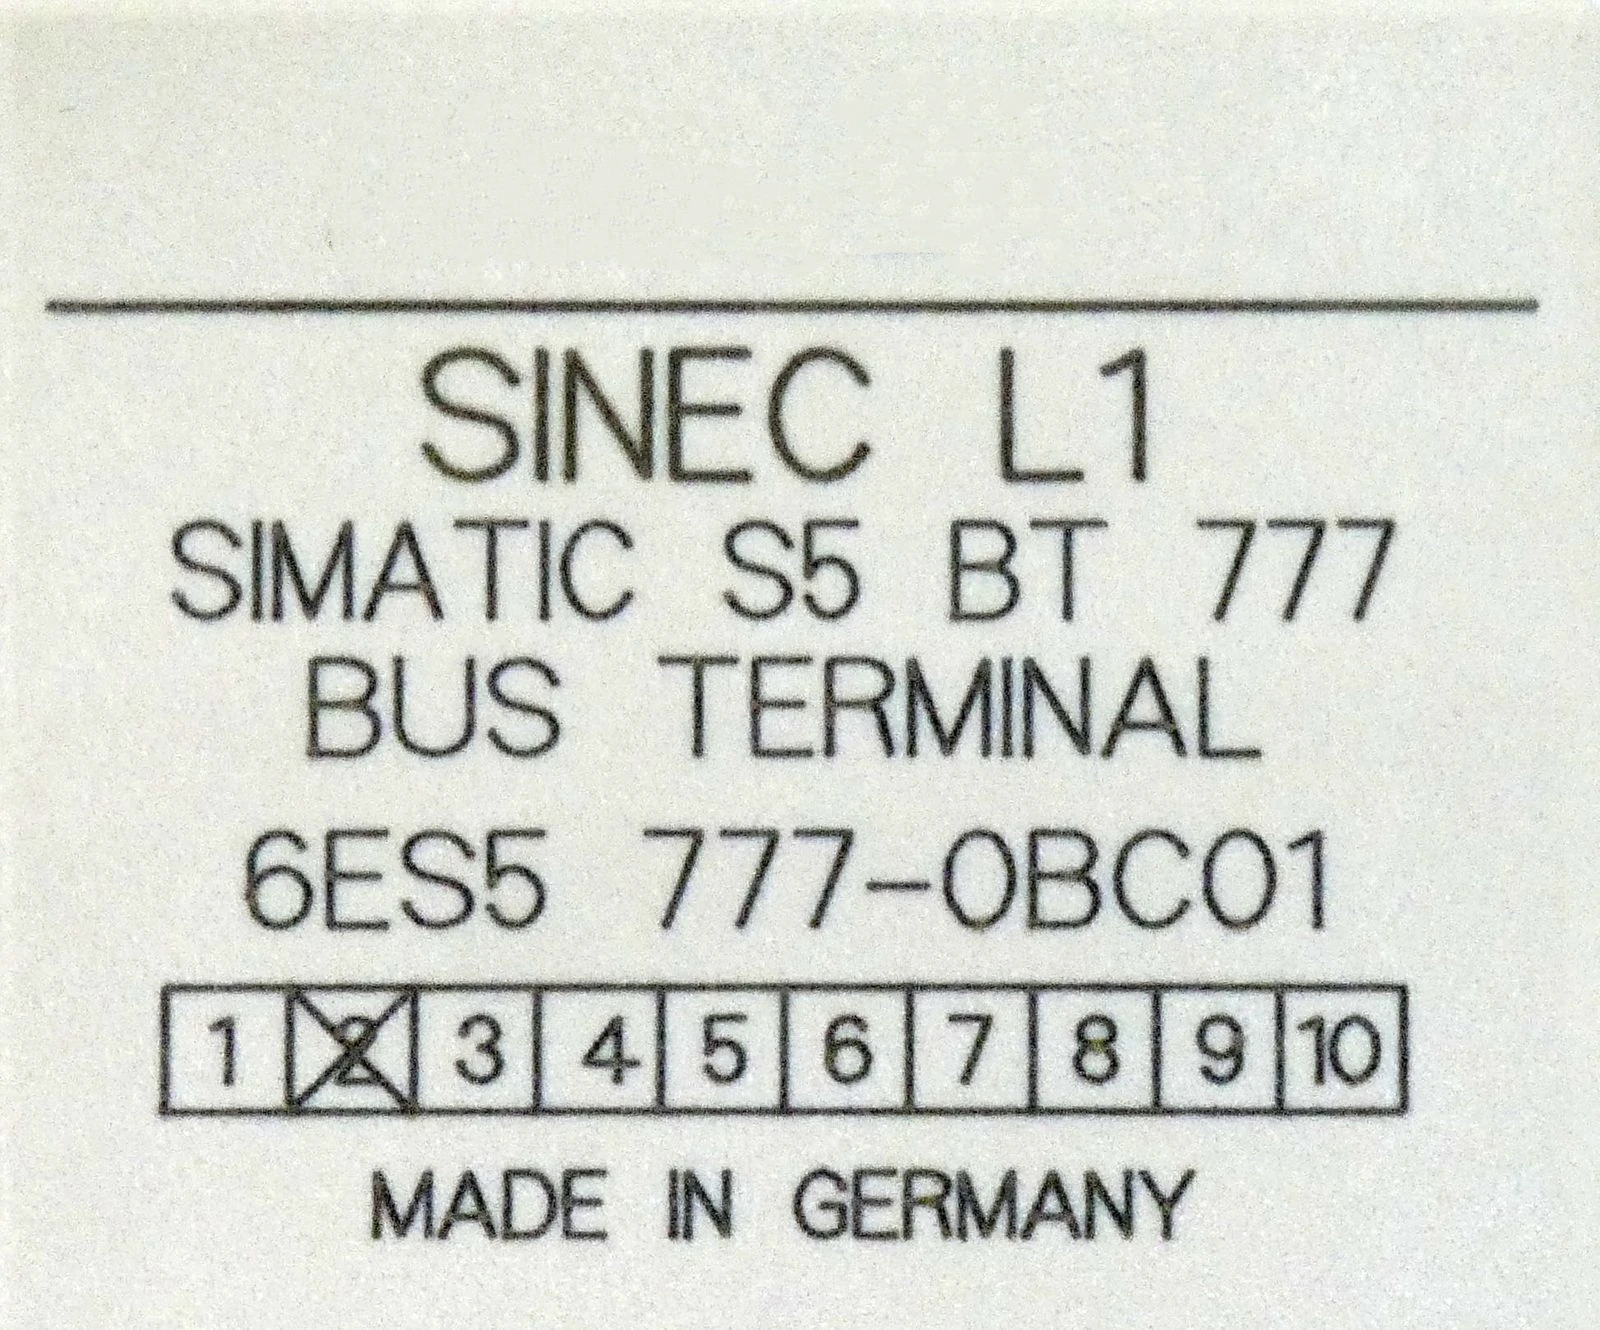 SINEC L1
SIMATIC S5 BT 777
BUS TERMINAL
6ES5 777-0BC01
1 2 3 4 5 6 7 8 9 10
MADE IN GERMANY